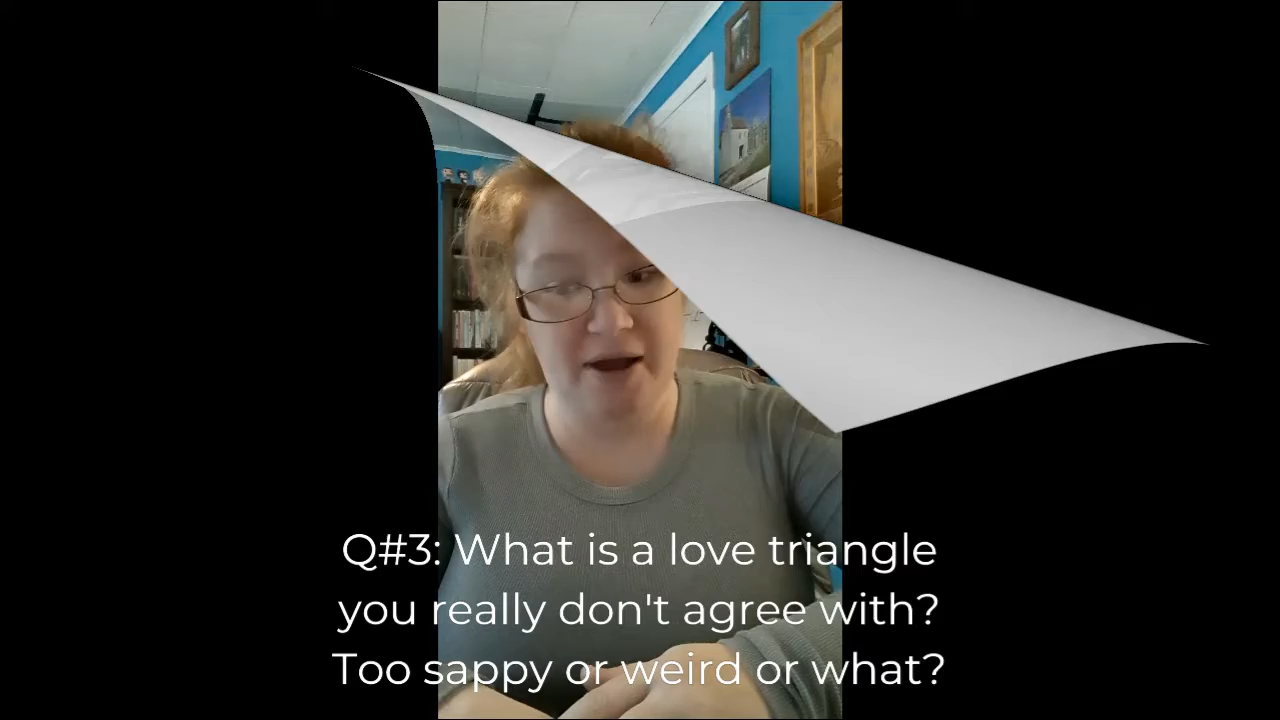 Q#3: What is a love triangle
you really don't agree with?
Too sappy or weird or what?